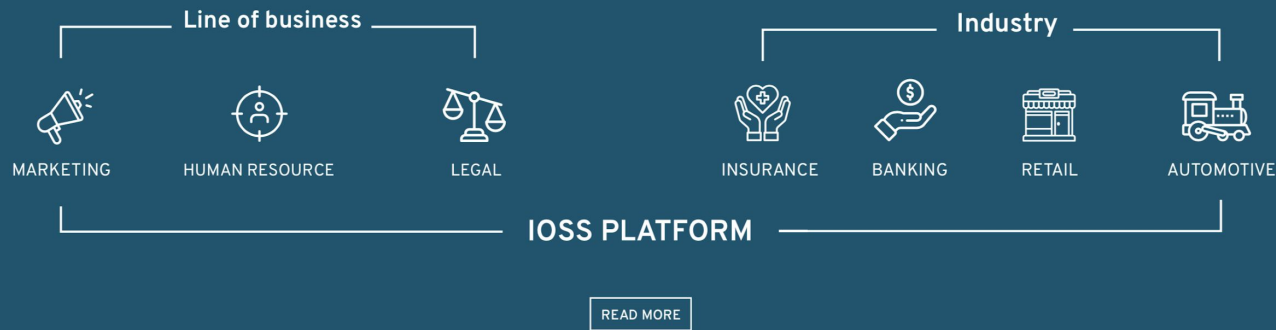 Line of business
Industry
MARKETING
HUMAN RESOURCE
LEGAL
INSURANCE
BANKING
RETAIL
AUTOMOTIVE
IOSS PLATFORM
READ MORE